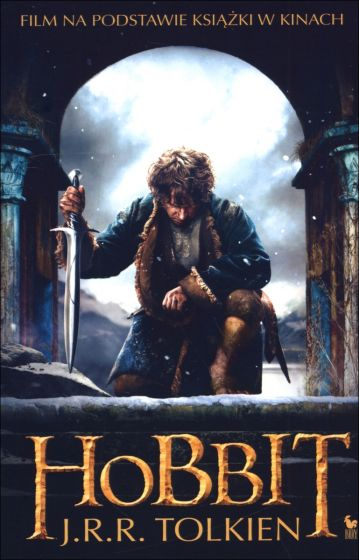 FILM NA PODSTAWIE KSIĄŻKI W KINACH
HOBBIT
J.R.R. TOLKIEN